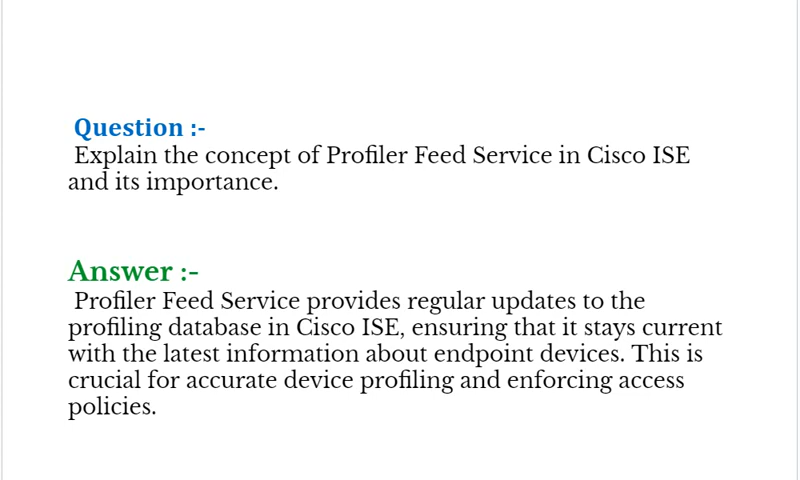 Question :-
Explain the concept of Profiler Feed Service in Cisco ISE
and its importance.
Answer :-
Profiler Feed Service provides regular updates to the
profiling database in Cisco ISE, ensuring that it stays current
with the latest information about endpoint devices. This is
crucial for accurate device profiling and enforcing access
policies.